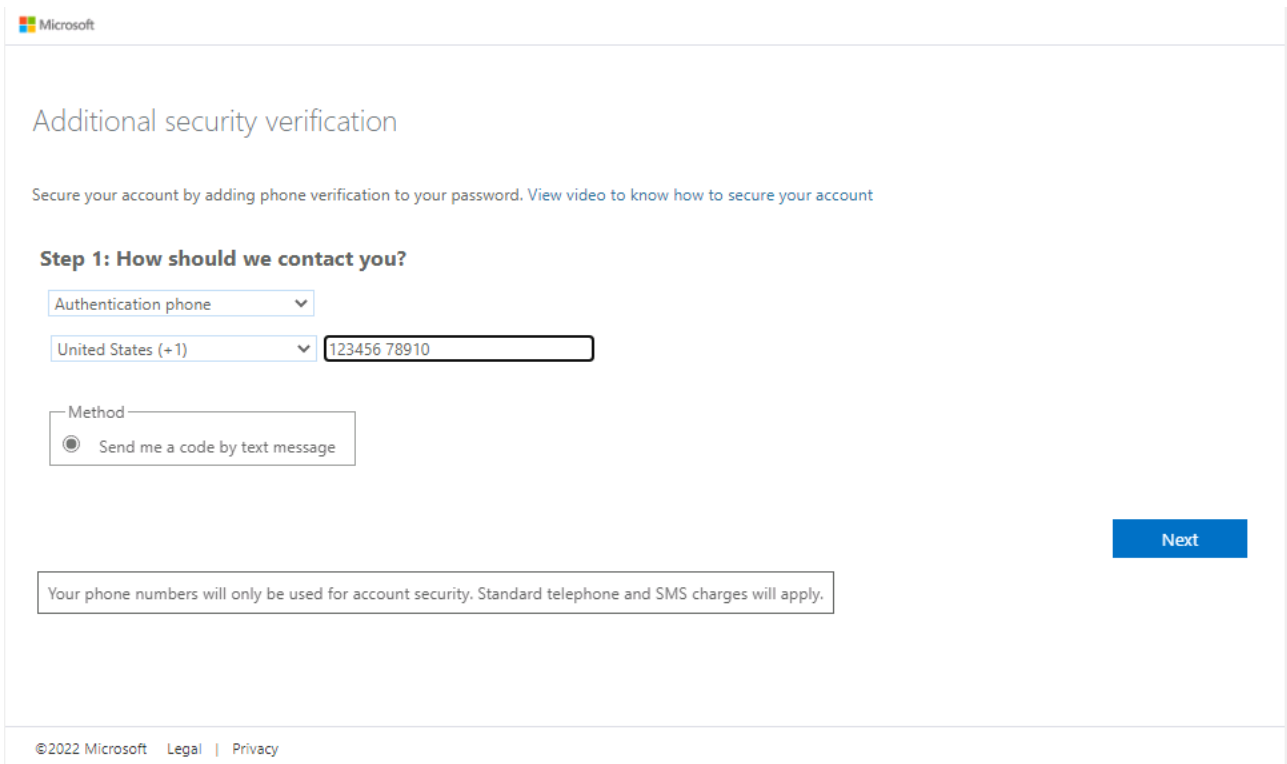 Microsoft
Additional security verification
Secure your account by adding phone verification to your password. View video to know how to secure your account
Step 1: How should we contact you?
Authentication phone
United States (+1) 123456 78910
Method
Send me a code by text message
Next
Your phone numbers will only be used for account security. Standard telephone and SMS charges will apply.
©2022 Microsoft Legal | Privacy